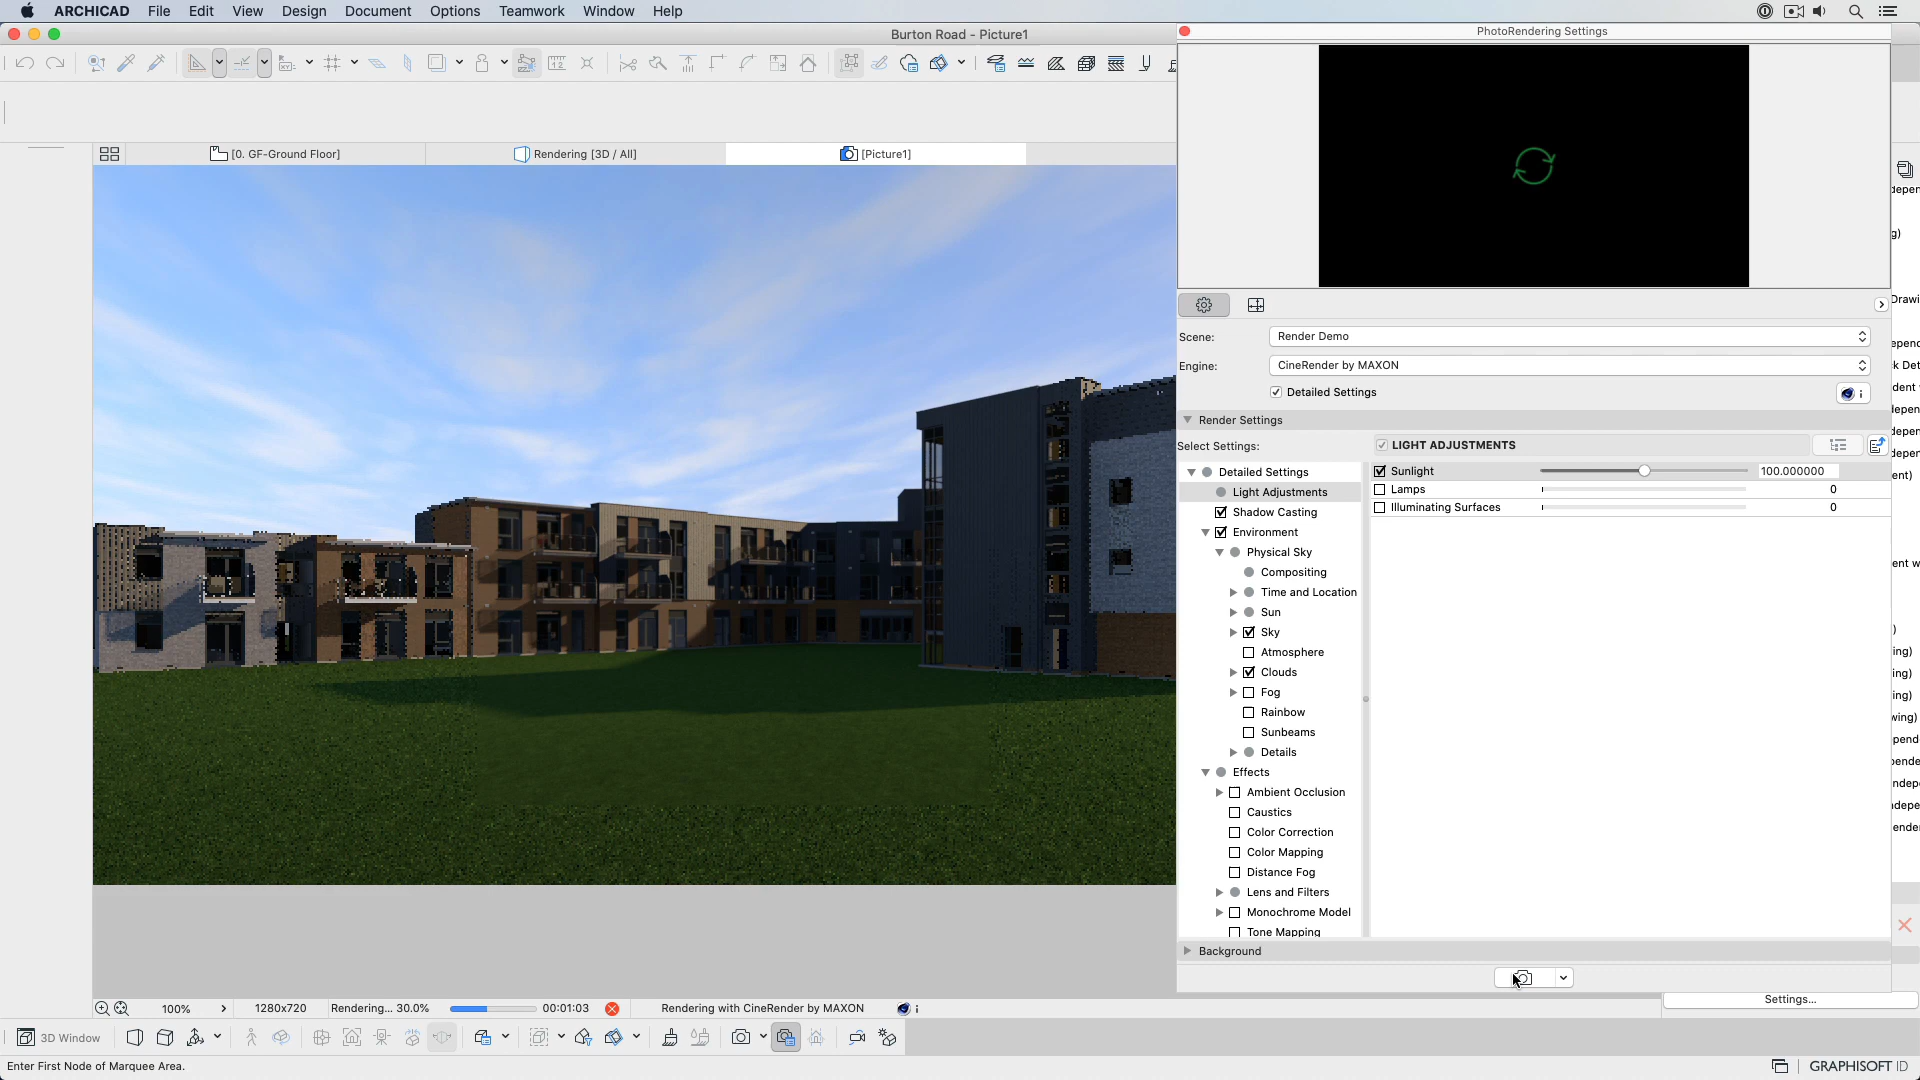 ARCHICAD File Edit View Design Document Options Teamwork Window Help
Burton Road - Picture1
PhotoRendering Settings
[0. GF-Ground Floor]
Rendering [3D / All]
[Picture1]
Scene: Render Demo
Engine: CineRender by MAXON
Detailed Settings
Render Settings
Select Settings:
LIGHT ADJUSTMENTS
Detailed Settings
Light Adjustments
Shadow Casting
Environment
Physical Sky
Compositing
Time and Location
Sun
Sky
Atmosphere
Clouds
Fog
Rainbow
Sunbeams
Details
Effects
Ambient Occlusion
Caustics
Color Correction
Color Mapping
Distance Fog
Lens and Filters
Monochrome Model
Tone Mapping
Sunlight 100.000000
Lamps 0
Illuminating Surfaces 0
Background
Settings...
100% 1280x720 Rendering... 30.0% 00:01:03 Rendering with CineRender by MAXON
3D Window
Enter First Node of Marquee Area.
GRAPHISOFT ID